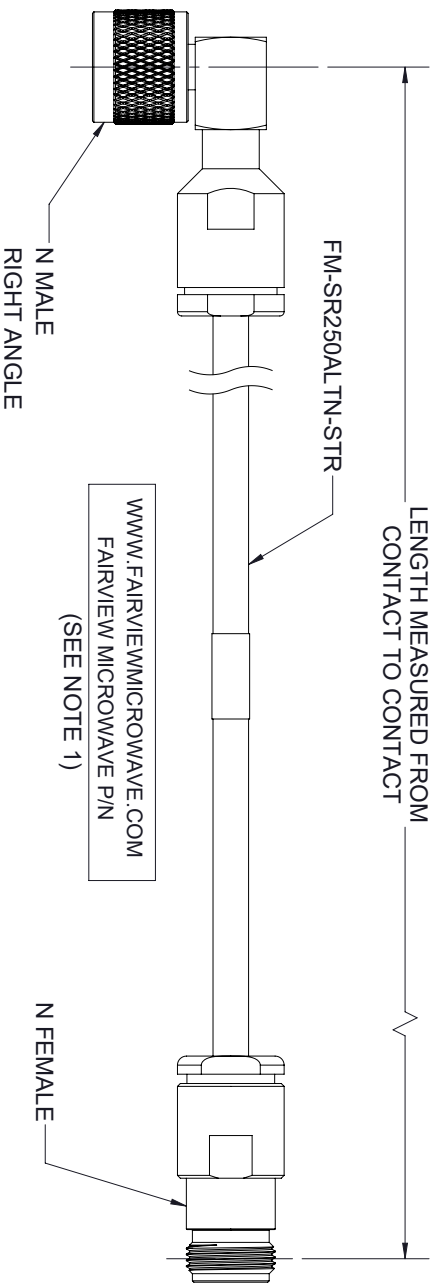 LENGTH MEASURED FROM
CONTACT TO CONTACT
FM-SR250ALTN-STR
N MALE
RIGHT ANGLE
WWW.FAIRVIEWMICROWAVE.COM
FAIRVIEW MICROWAVE P/N
(SEE NOTE 1)
N FEMALE